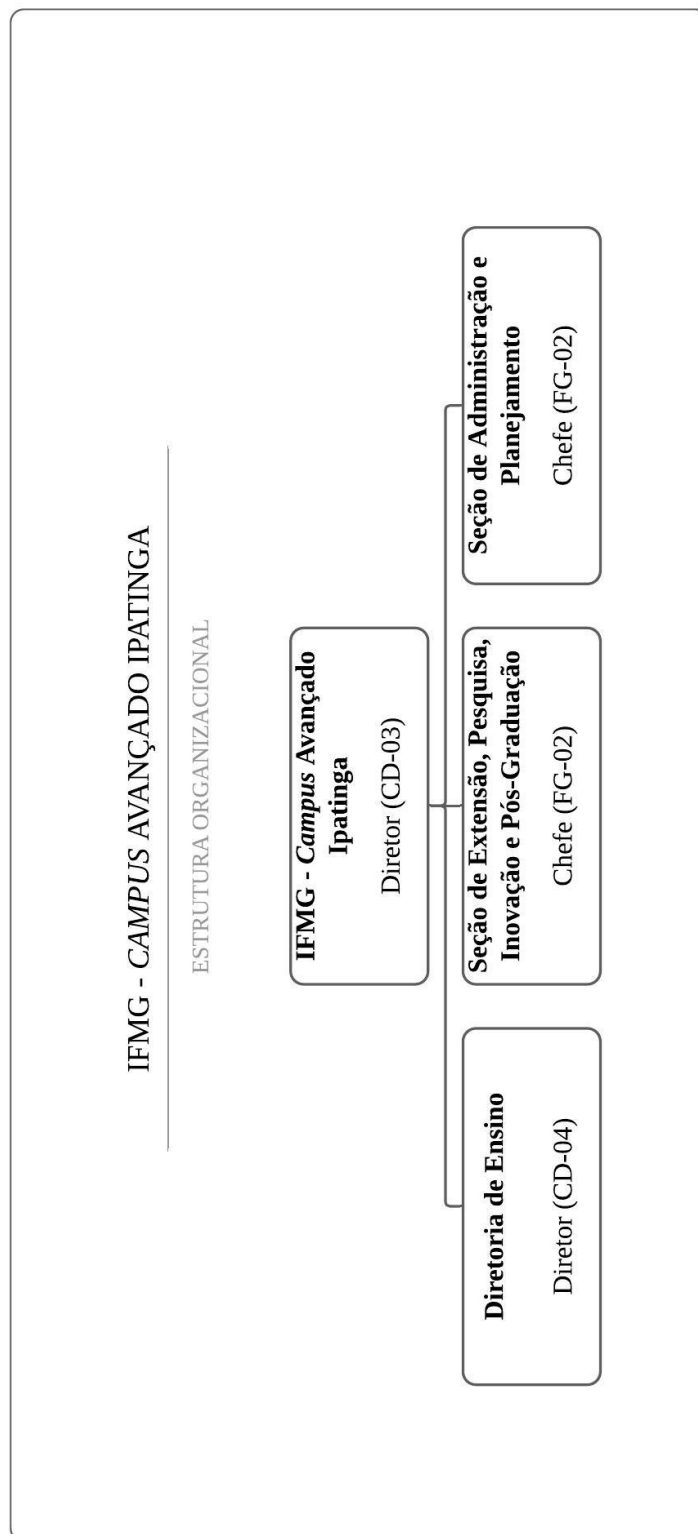 IFMG - CAMPUS AVANÇADO IPATINGA
ESTRUTURA ORGANIZACIONAL
IFMG - Campus Avançado
Ipatinga
Diretor (CD-03)
Diretoria de Ensino
Diretor (CD-04)
Seção de Extensão, Pesquisa,
Inovação e Pós-Graduação
Chefe (FG-02)
Seção de Administração e
Planejamento
Chefe (FG-02)